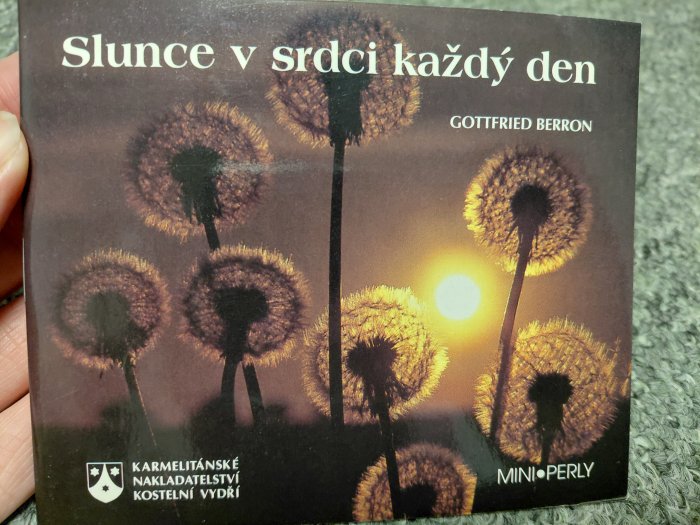 Slunce v srdci každý den
GOTTFRIED BERRON
KARMELITÁNSKÉ
NAKLADATELSTVÍ
KOSTELNÍ VYDŘÍ
MINI•PERLY